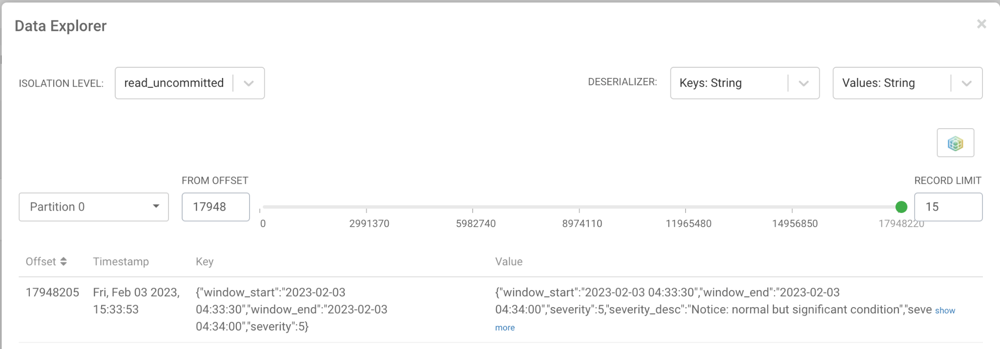 Data Explorer
×
ISOLATION LEVEL: read_uncommitted DESERIALIZER: Keys: String Values: String
FROM OFFSET RECORD LIMIT
Partition 0 17948 15
0 2991370 5982740 8974110 11965480 14956850 17948220
Offset Timestamp Key Value
17948205 Fri, Feb 03 2023, {"window_start":"2023-02-03 {"window_start":"2023-02-03 04:33:30","window_end":"2023-02-03
15:33:53 04:33:30","window_end":"2023-02-03 04:34:00","severity":5,"severity_desc":"Notice: normal but significant condition","seve show
04:34:00","severity":5} more